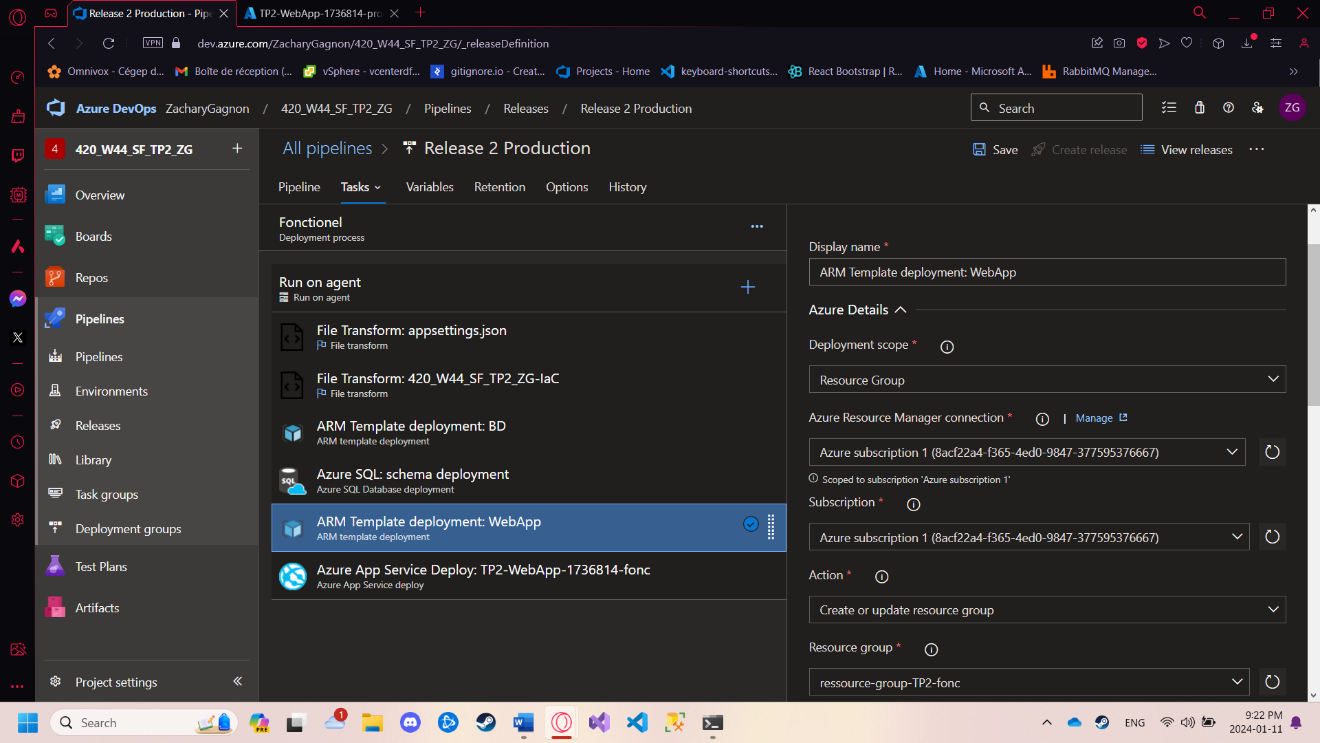 Release 2 Production - Pipe
TP2-WebApp-1736814-pro
VPN
dev.azure.com/ZacharyGagnon/420_W44_SF_TP2_ZG/_releaseDefinition
Omnivox - Cégep d...
Boîte de réception (...
vSphere - vcenterdf...
gitignore.io - Creat...
Projects - Home
keyboard-shortcuts...
React Bootstrap | R...
Home - Microsoft A...
RabbitMQ Manage...
Azure DevOps ZacharyGagnon / 420_W44_SF_TP2_ZG / Pipelines / Releases / Release 2 Production
Search
ZG
4 420_W44_SF_TP2_ZG
Overview
Boards
Repos
Pipelines
Pipelines
Environments
Releases
Library
Task groups
Deployment groups
Test Plans
Artifacts
Project settings
All pipelines > Release 2 Production
Save
Create release
View releases
Pipeline Tasks Variables Retention Options History
Fonctionel
Deployment process
Run on agent
Run on agent
File Transform: appsettings.json
File transform
File Transform: 420_W44_SF_TP2_ZG-IaC
File transform
ARM Template deployment: BD
ARM template deployment
SQL
Azure SQL: schema deployment
Azure SQL Database deployment
ARM Template deployment: WebApp
ARM template deployment
Azure App Service Deploy: TP2-WebApp-1736814-fonc
Azure App Service deploy
Display name *
ARM Template deployment: WebApp
Azure Details
Deployment scope *
Resource Group
Azure Resource Manager connection * | Manage
Azure subscription 1 (8acf22a4-f365-4ed0-9847-377595376667)
Scoped to subscription 'Azure subscription 1'
Subscription *
Azure subscription 1 (8acf22a4-f365-4ed0-9847-377595376667)
Action *
Create or update resource group
Resource group *
ressource-group-TP2-fonc
Search
PRE
1
ENG
9:22 PM
2024-01-11